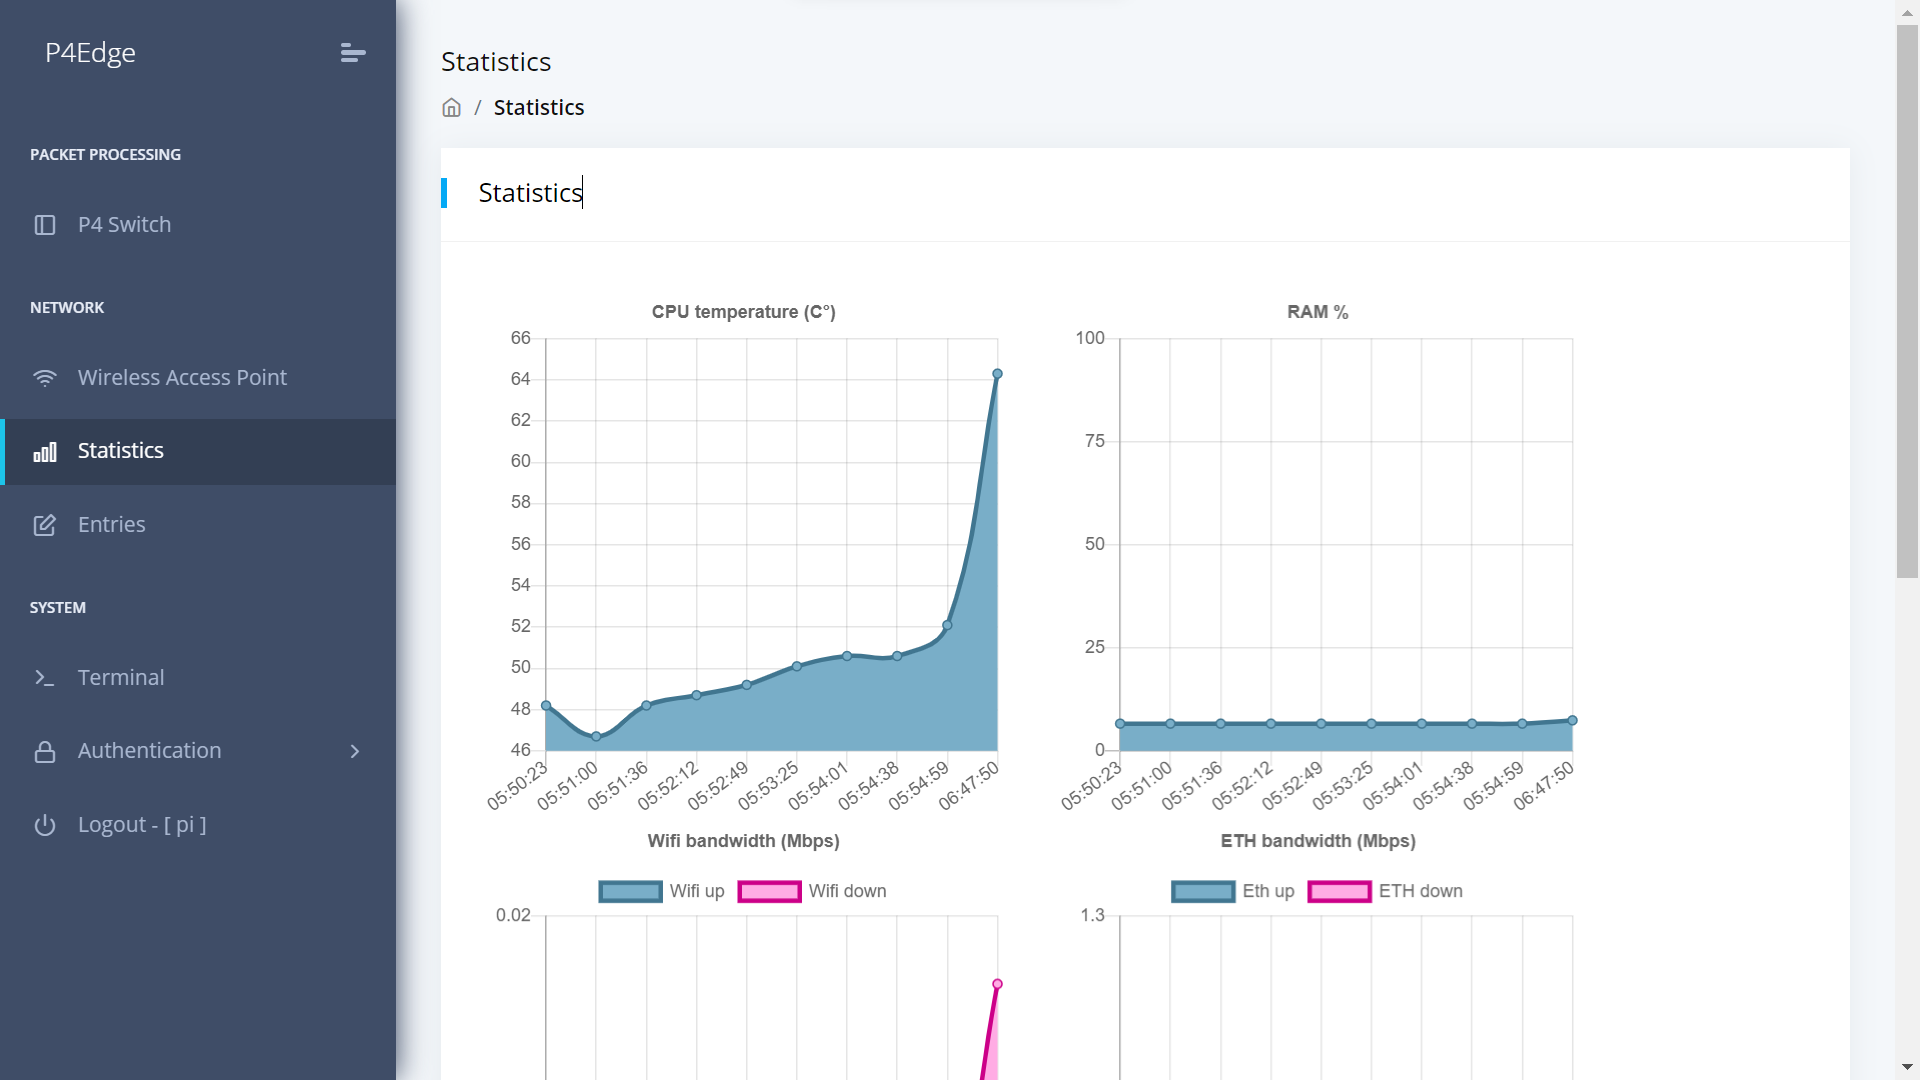 P4Edge
PACKET PROCESSING
P4 Switch
NETWORK
Wireless Access Point
Statistics
Entries
SYSTEM
Terminal
Authentication
Logout - [ pi ]
Statistics
/ Statistics
Statistics
CPU temperature (C°)
66
64
62
60
58
56
54
52
50
48
46
05:50:23 05:51:00 05:51:36 05:52:12 05:52:49 05:53:25 05:54:01 05:54:38 05:54:59 06:47:50
RAM %
100
75
50
25
0
05:50:23 05:51:00 05:51:36 05:52:12 05:52:49 05:53:25 05:54:01 05:54:38 05:54:59 06:47:50
Wifi bandwidth (Mbps)
Wifi up Wifi down
0.02
ETH bandwidth (Mbps)
Eth up ETH down
1.3